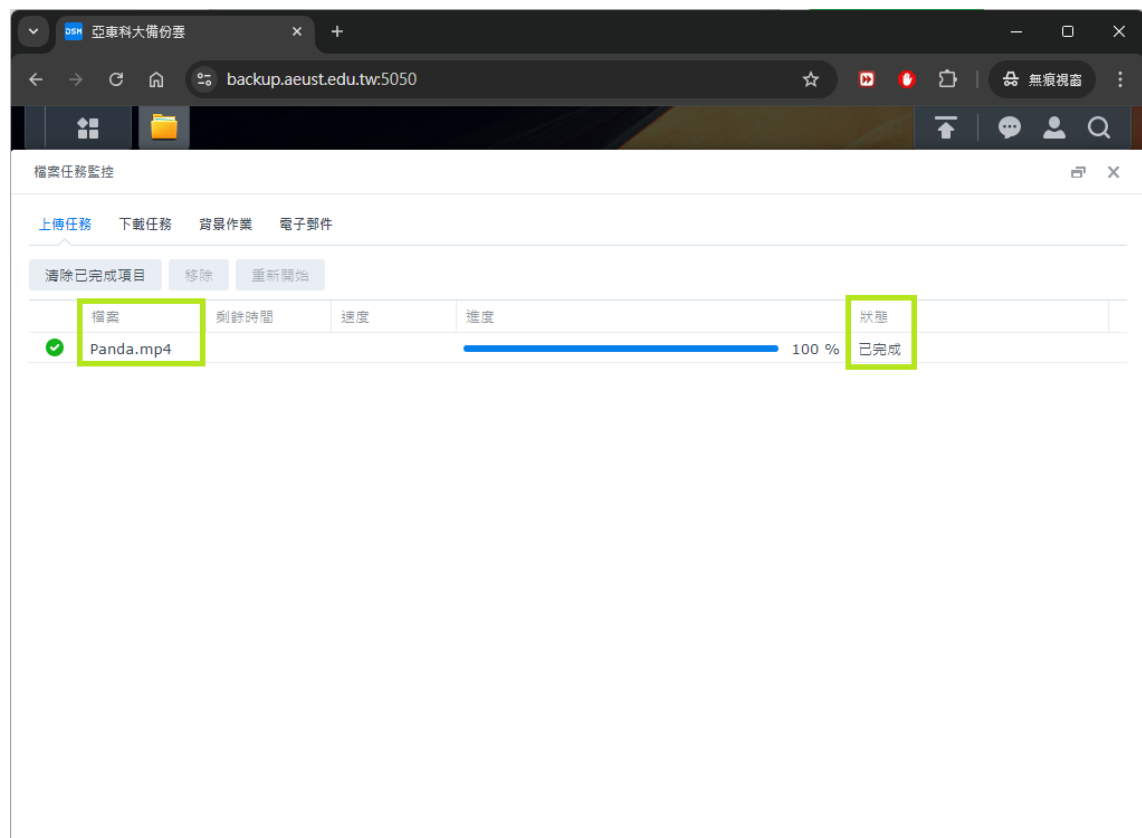 DSM 亞東科大備份雲
backup.aeust.edu.tw:5050
無痕視窗
檔案任務監控
上傳任務 下載任務 背景作業 電子郵件
清除已完成項目 移除 重新開始
檔案 剩餘時間 速度 進度 狀態
Panda.mp4 100 % 已完成